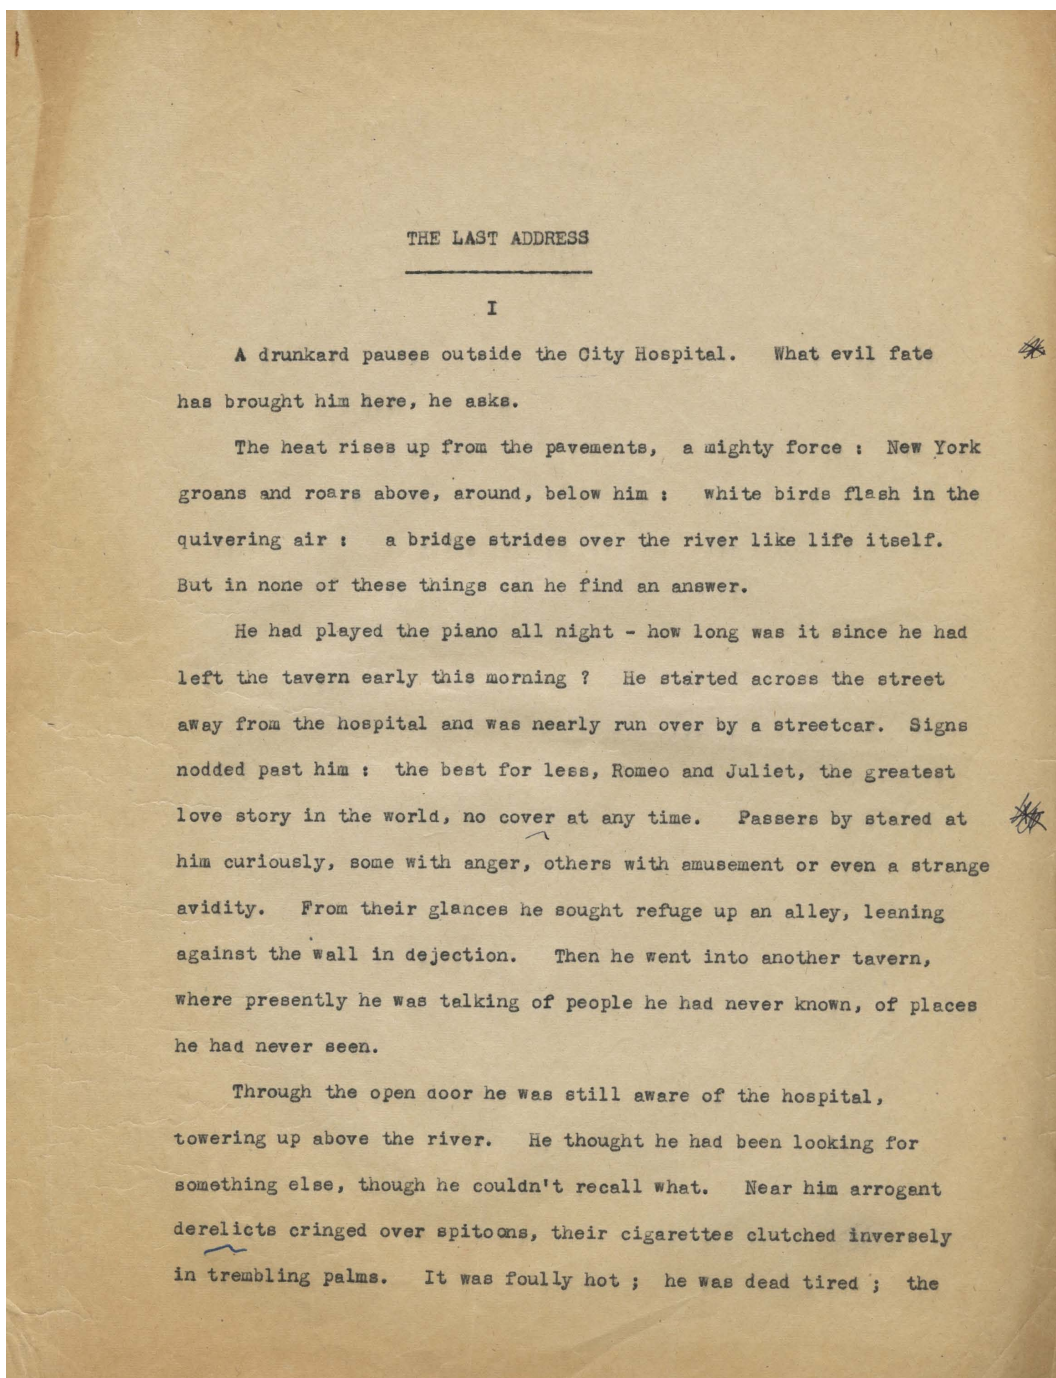 THE LAST ADDRESS
I
A drunkard pauses outside the City Hospital. What evil fate
has brought him here, he asks.
The heat rises up from the pavements, a mighty force : New York
groans and roars above, around, below him : white birds flash in the
quivering air : a bridge strides over the river like life itself.
But in none of these things can he find an answer.
He had played the piano all night - how long was it since he had
left the tavern early this morning ? He started across the street
away from the hospital and was nearly run over by a streetcar. Signs
nodded past him : the best for less, Romeo and Juliet, the greatest
love story in the world, no cover at any time. Passers by stared at
him curiously, some with anger, others with amusement or even a strange
avidity. From their glances he sought refuge up an alley, leaning
against the wall in dejection. Then he went into another tavern,
where presently he was talking of people he had never known, of places
he had never seen.
Through the open door he was still aware of the hospital,
towering up above the river. He thought he had been looking for
something else, though he couldn't recall what. Near him arrogant
derelicts cringed over spitoons, their cigarettes clutched inversely
in trembling palms. It was foully hot ; he was dead tired ; the